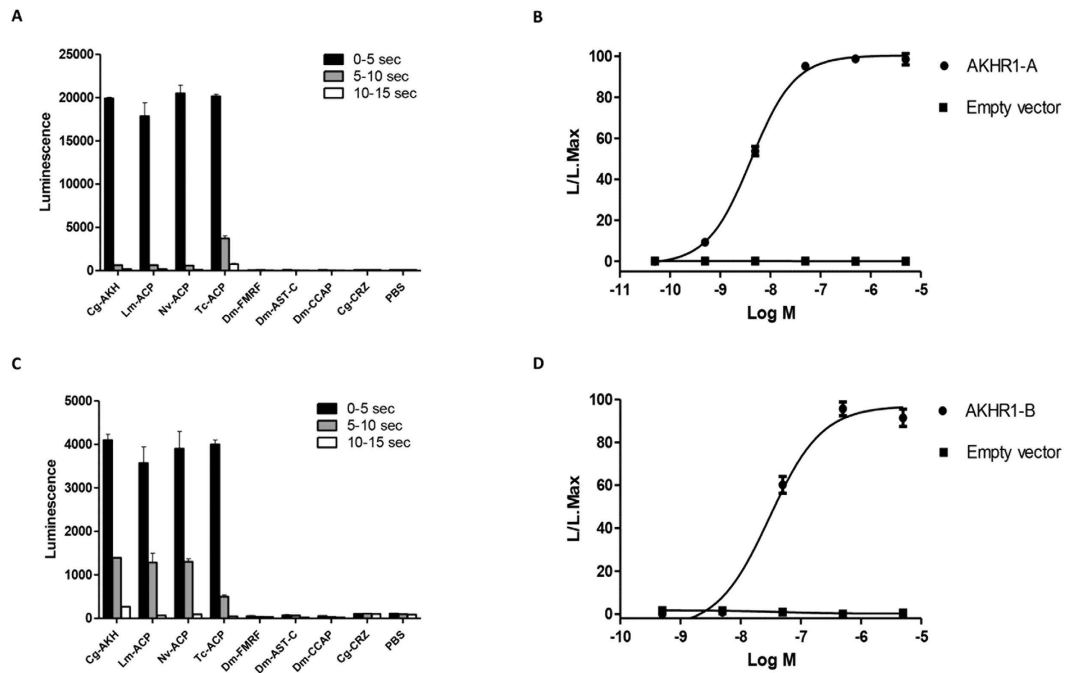 A
Luminescence
25000
20000
15000
10000
5000
0
0-5 sec
5-10 sec
10-15 sec
Cg-AKH
Lm-ACP
Nv-ACP
Tc-ACP
Dm-FMRF
Dm-AST-C
Dm-CCAP
Cg-CRZ
PBS
B
L/L.Max
100
80
60
40
20
0
-11
-10
-9
-8
-7
-6
-5
Log M
AKHR1-A
Empty vector
C
Luminescence
5000
4000
3000
2000
1000
0
0-5 sec
5-10 sec
10-15 sec
Cg-AKH
Lm-ACP
Nv-ACP
Tc-ACP
Dm-FMRF
Dm-AST-C
Dm-CCAP
Cg-CRZ
PBS
D
L/L.Max
100
80
60
40
20
0
-10
-9
-8
-7
-6
-5
Log M
AKHR1-B
Empty vector